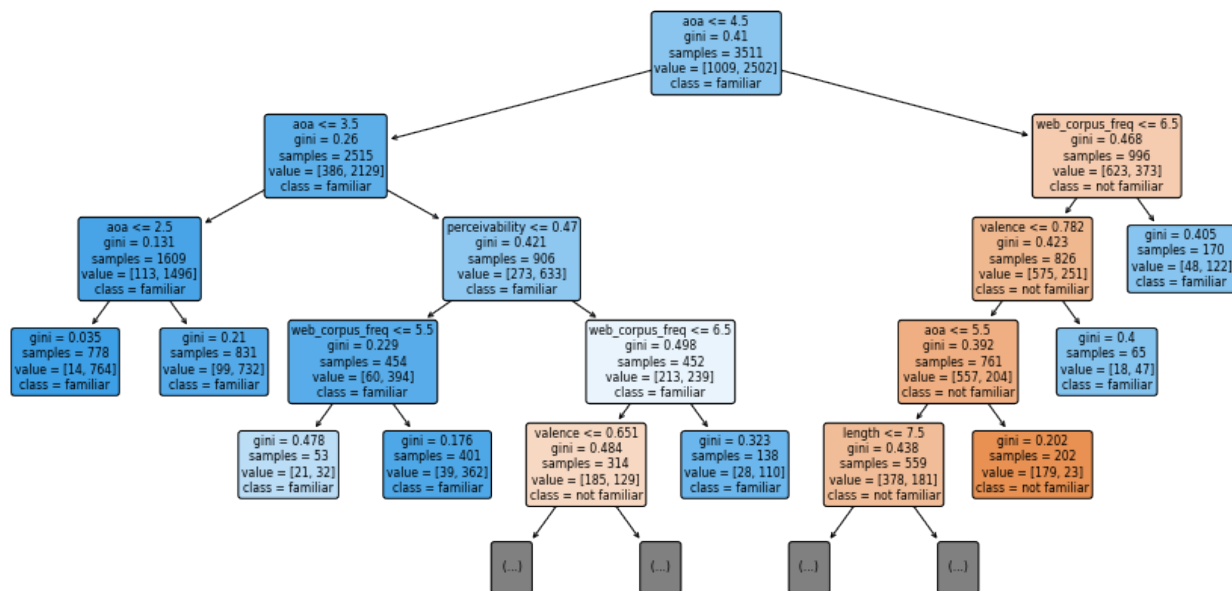 aoa <= 4.5
gini = 0.41
samples = 3511
value = [1009, 2502]
class = familiar
aoa <= 3.5
gini = 0.26
samples = 2515
value = [386, 2129]
class = familiar
web_corpus_freq <= 6.5
gini = 0.468
samples = 996
value = [623, 373]
class = not familiar
aoa <= 2.5
gini = 0.131
samples = 1609
value = [113, 1496]
class = familiar
perceivability <= 0.47
gini = 0.421
samples = 906
value = [273, 633]
class = familiar
valence <= 0.782
gini = 0.423
samples = 826
value = [575, 251]
class = not familiar
gini = 0.405
samples = 170
value = [48, 122]
class = familiar
gini = 0.035
samples = 778
value = [14, 764]
class = familiar
gini = 0.21
samples = 831
value = [99, 732]
class = familiar
web_corpus_freq <= 5.5
gini = 0.229
samples = 454
value = [60, 394]
class = familiar
web_corpus_freq <= 6.5
gini = 0.498
samples = 452
value = [213, 239]
class = familiar
aoa <= 5.5
gini = 0.392
samples = 761
value = [557, 204]
class = not familiar
gini = 0.4
samples = 65
value = [18, 47]
class = familiar
gini = 0.478
samples = 53
value = [21, 32]
class = familiar
gini = 0.176
samples = 401
value = [39, 362]
class = familiar
valence <= 0.651
gini = 0.484
samples = 314
value = [185, 129]
class = not familiar
gini = 0.323
samples = 138
value = [28, 110]
class = familiar
length <= 7.5
gini = 0.438
samples = 559
value = [378, 181]
class = not familiar
gini = 0.202
samples = 202
value = [179, 23]
class = not familiar
(...)
(...)
(...)
(...)